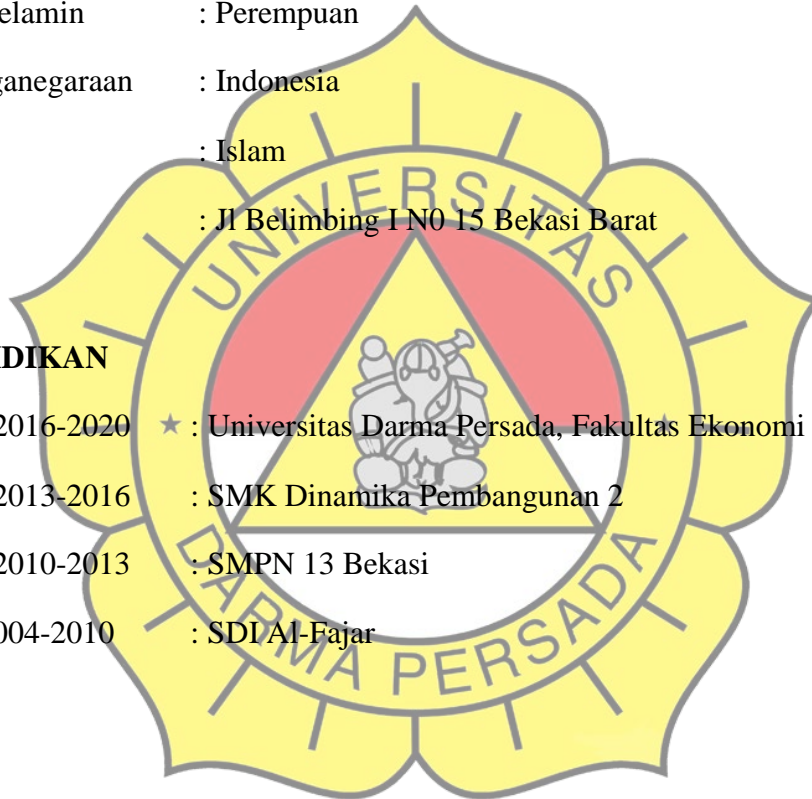 elamin : Perempuan
ganegaraan : Indonesia
: Islam
: Jl Belimbing I N0 15 Bekasi Barat
DIKAN
2016-2020 : Universitas Darma Persada, Fakultas Ekonomi
2013-2016 : SMK Dinamika Pembangunan 2
2010-2013 : SMPN 13 Bekasi
004-2010 : SDI Al-Fajar
UNIVERSITAS
DARMA PERSADA